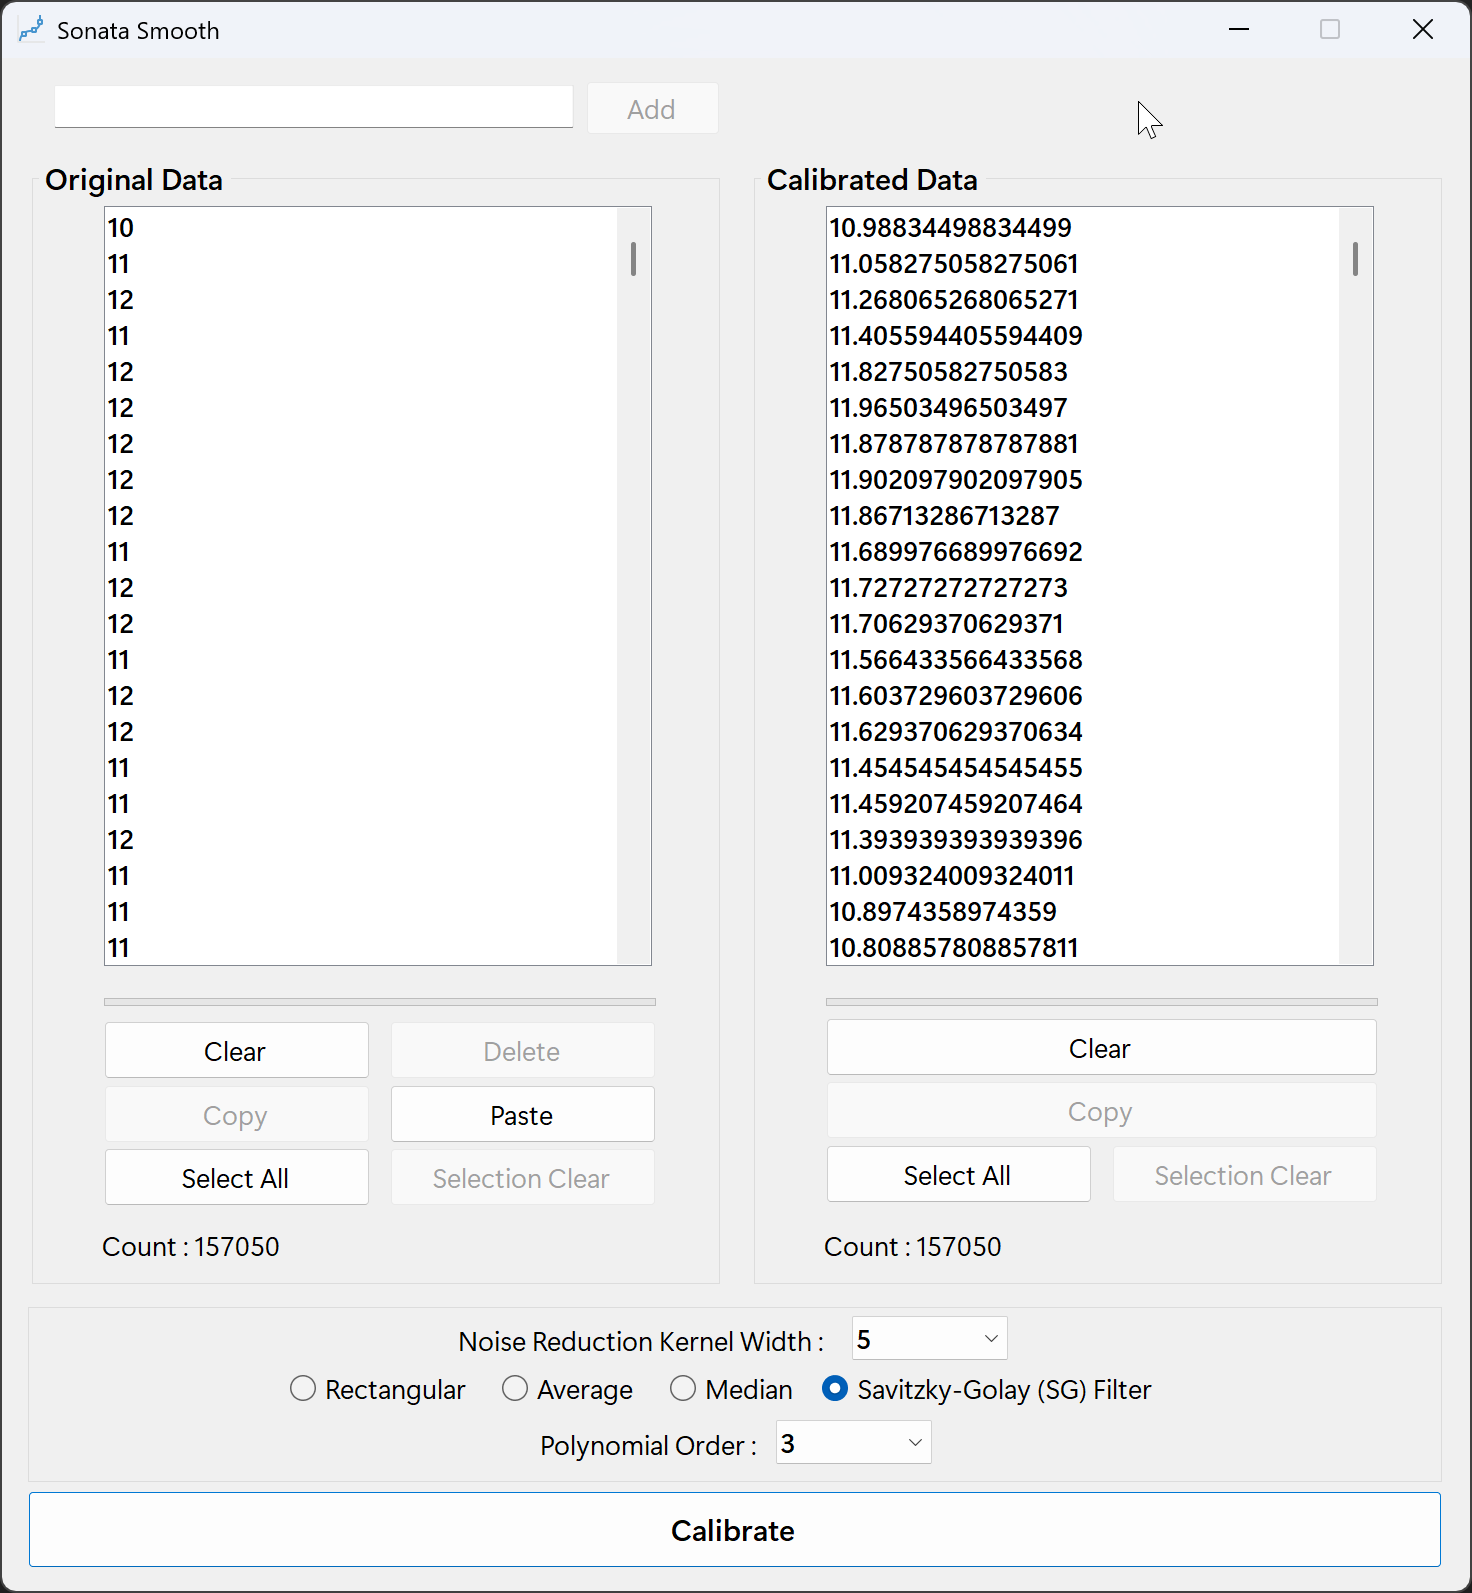 Sonata Smooth
Add
Original Data
10
11
12
11
12
12
12
12
12
11
12
12
11
12
12
11
11
12
11
11
11
Clear
Delete
Copy
Paste
Select All
Selection Clear
Count : 157050
Calibrated Data
10.98834498834499
11.058275058275061
11.268065268065271
11.405594405594409
11.82750582750583
11.96503496503497
11.878787878787881
11.902097902097905
11.86713286713287
11.689976689976692
11.72727272727273
11.70629370629371
11.566433566433568
11.603729603729606
11.629370629370634
11.454545454545455
11.459207459207464
11.393939393939396
11.009324009324011
10.8974358974359
10.808857808857811
Clear
Copy
Select All
Selection Clear
Count : 157050
Noise Reduction Kernel Width : 5
Rectangular Average Median Savitzky-Golay (SG) Filter
Polynomial Order : 3
Calibrate